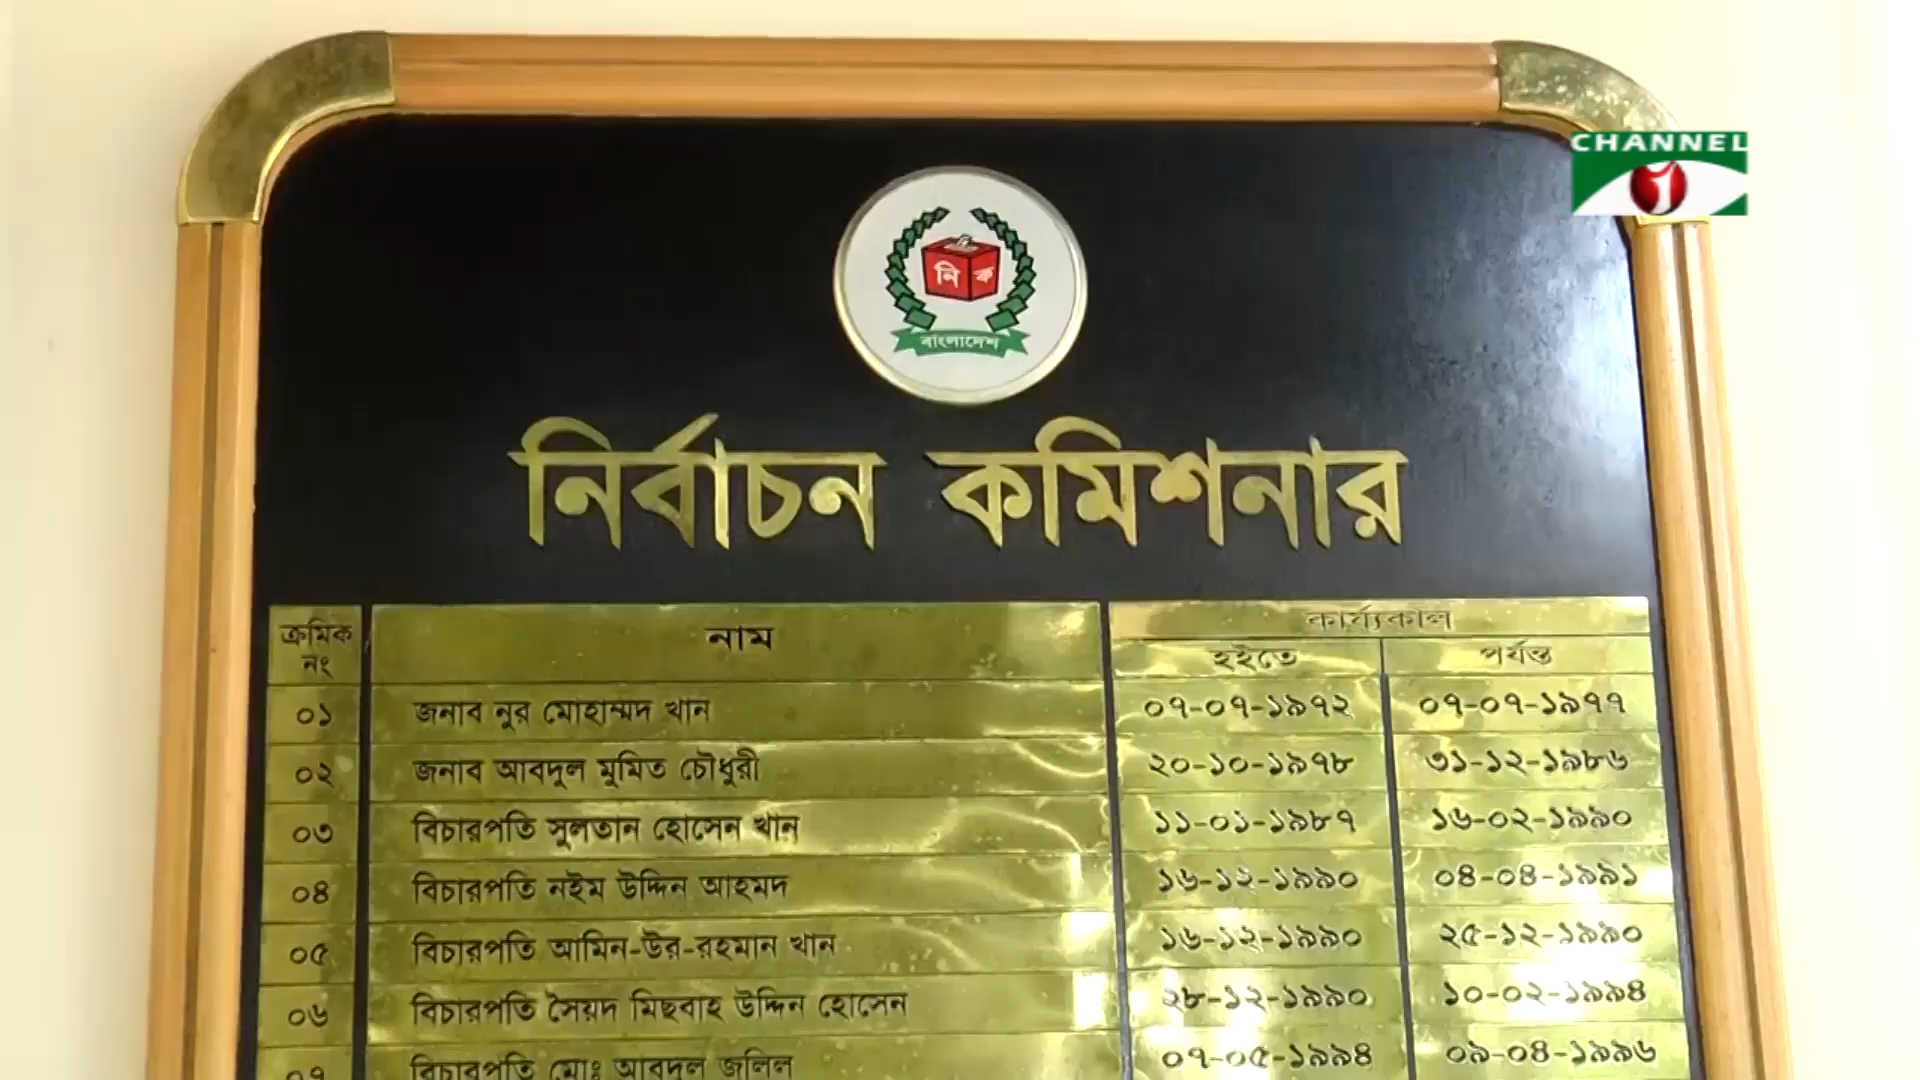 CHANNEL
i
নি ক
বাংলাদেশ
নির্বাচন কমিশনার
ক্রমিক নং নাম কার্য্যকাল
হইতে পর্যন্ত
০১ জনাব নুর মোহাম্মদ খান ০৭-০৭-১৯৭২ ০৭-০৭-১৯৭৭
০২ জনাব আবদুল মুমিত চৌধুরী ২০-১০-১৯৭৮ ৩১-১২-১৯৮৬
০৩ বিচারপতি সুলতান হোসেন খান ১১-০১-১৯৮৭ ১৬-০২-১৯৯০
০৪ বিচারপতি নইম উদ্দিন আহমদ ১৬-১২-১৯৯০ ০৪-০৪-১৯৯১
০৫ বিচারপতি আমিন-উর-রহমান খান ১৬-১২-১৯৯০ ২৫-১২-১৯৯০
০৬ বিচারপতি সৈয়দ মিছবাহ উদ্দিন হোসেন ২৮-১২-১৯৯০ ১০-০২-১৯৯৪
০৭ বিচারপতি মোঃ আবদুল জলিল ০৭-০৫-১৯৯৪ ০৯-০৪-১৯৯৬